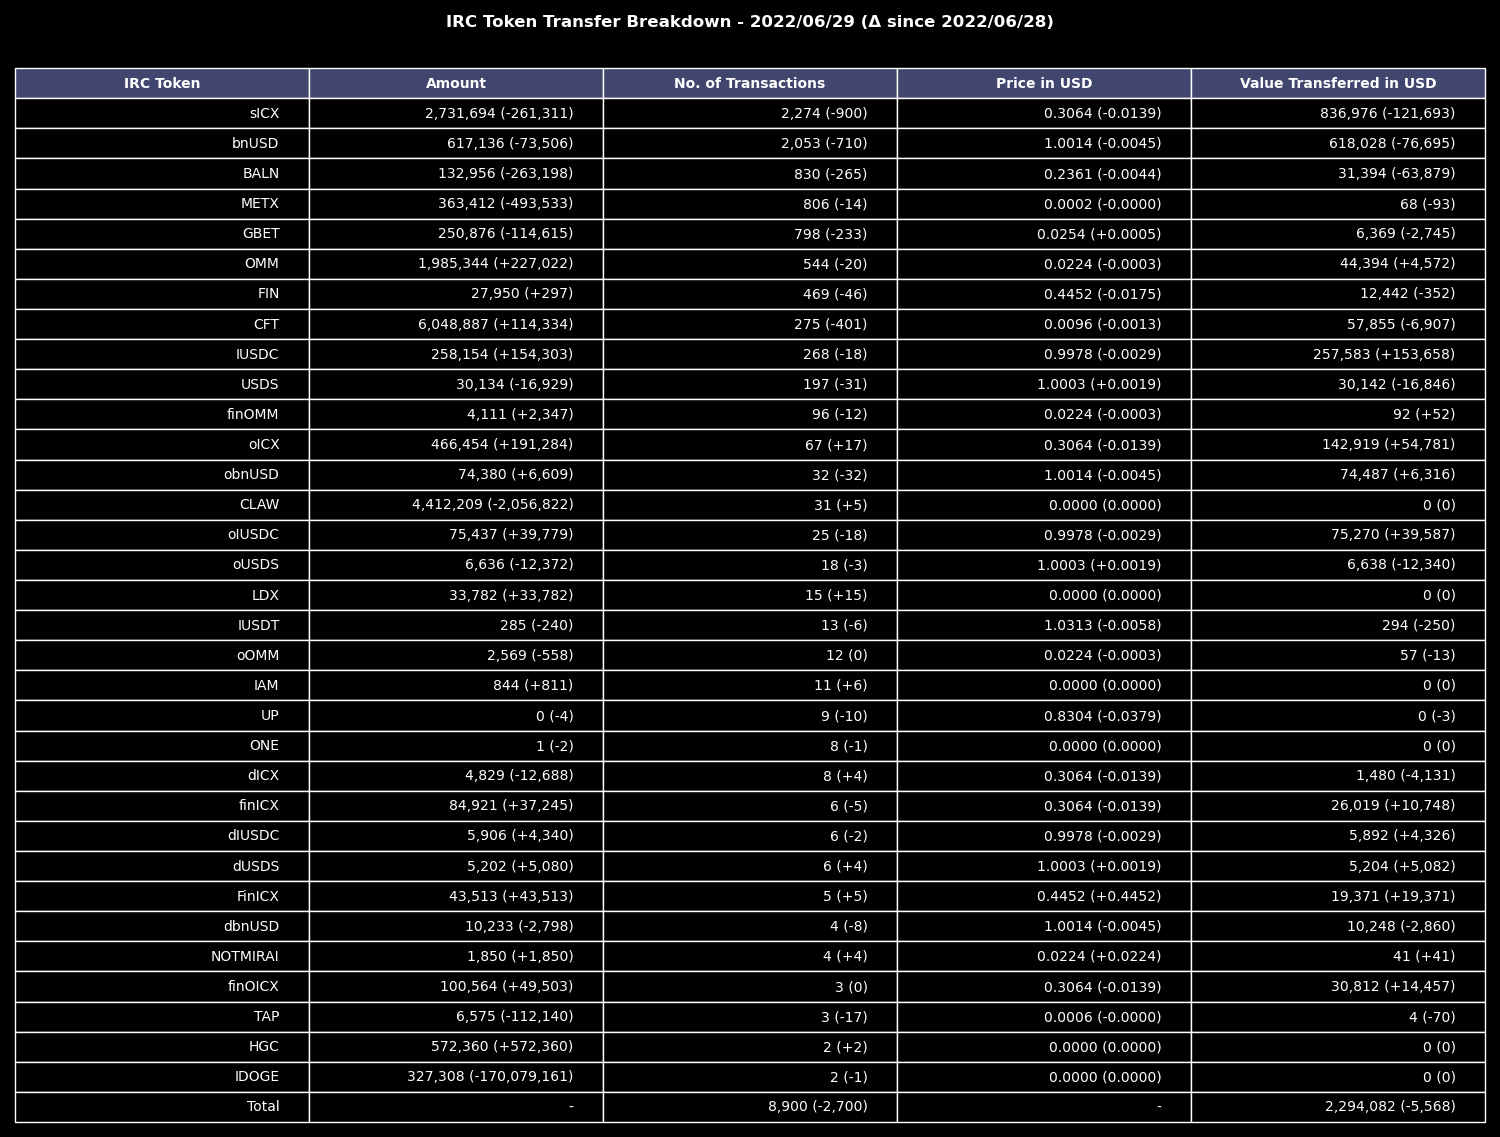 IRC Token Transfer Breakdown - 2022/06/29 (Δ since 2022/06/28)
IRC Token Amount No. of Transactions Price in USD Value Transferred in USD
sICX 2,731,694 (-261,311) 2,274 (-900) 0.3064 (-0.0139) 836,976 (-121,693)
bnUSD 617,136 (-73,506) 2,053 (-710) 1.0014 (-0.0045) 618,028 (-76,695)
BALN 132,956 (-263,198) 830 (-265) 0.2361 (-0.0044) 31,394 (-63,879)
METX 363,412 (-493,533) 806 (-14) 0.0002 (-0.0000) 68 (-93)
GBET 250,876 (-114,615) 798 (-233) 0.0254 (+0.0005) 6,369 (-2,745)
OMM 1,985,344 (+227,022) 544 (-20) 0.0224 (-0.0003) 44,394 (+4,572)
FIN 27,950 (+297) 469 (-46) 0.4452 (-0.0175) 12,442 (-352)
CFT 6,048,887 (+114,334) 275 (-401) 0.0096 (-0.0013) 57,855 (-6,907)
IUSDC 258,154 (+154,303) 268 (-18) 0.9978 (-0.0029) 257,583 (+153,658)
USDS 30,134 (-16,929) 197 (-31) 1.0003 (+0.0019) 30,142 (-16,846)
finOMM 4,111 (+2,347) 96 (-12) 0.0224 (-0.0003) 92 (+52)
oICX 466,454 (+191,284) 67 (+17) 0.3064 (-0.0139) 142,919 (+54,781)
obnUSD 74,380 (+6,609) 32 (-32) 1.0014 (-0.0045) 74,487 (+6,316)
CLAW 4,412,209 (-2,056,822) 31 (+5) 0.0000 (0.0000) 0 (0)
oIUSDC 75,437 (+39,779) 25 (-18) 0.9978 (-0.0029) 75,270 (+39,587)
oUSDS 6,636 (-12,372) 18 (-3) 1.0003 (+0.0019) 6,638 (-12,340)
LDX 33,782 (+33,782) 15 (+15) 0.0000 (0.0000) 0 (0)
IUSDT 285 (-240) 13 (-6) 1.0313 (-0.0058) 294 (-250)
oOMM 2,569 (-558) 12 (0) 0.0224 (-0.0003) 57 (-13)
IAM 844 (+811) 11 (+6) 0.0000 (0.0000) 0 (0)
UP 0 (-4) 9 (-10) 0.8304 (-0.0379) 0 (-3)
ONE 1 (-2) 8 (-1) 0.0000 (0.0000) 0 (0)
dICX 4,829 (-12,688) 8 (+4) 0.3064 (-0.0139) 1,480 (-4,131)
finICX 84,921 (+37,245) 6 (-5) 0.3064 (-0.0139) 26,019 (+10,748)
dIUSDC 5,906 (+4,340) 6 (-2) 0.9978 (-0.0029) 5,892 (+4,326)
dUSDS 5,202 (+5,080) 6 (+4) 1.0003 (+0.0019) 5,204 (+5,082)
FinICX 43,513 (+43,513) 5 (+5) 0.4452 (+0.4452) 19,371 (+19,371)
dbnUSD 10,233 (-2,798) 4 (-8) 1.0014 (-0.0045) 10,248 (-2,860)
NOTMIRAI 1,850 (+1,850) 4 (+4) 0.0224 (+0.0224) 41 (+41)
finOICX 100,564 (+49,503) 3 (0) 0.3064 (-0.0139) 30,812 (+14,457)
TAP 6,575 (-112,140) 3 (-17) 0.0006 (-0.0000) 4 (-70)
HGC 572,360 (+572,360) 2 (+2) 0.0000 (0.0000) 0 (0)
IDOGE 327,308 (-170,079,161) 2 (-1) 0.0000 (0.0000) 0 (0)
Total - 8,900 (-2,700) - 2,294,082 (-5,568)